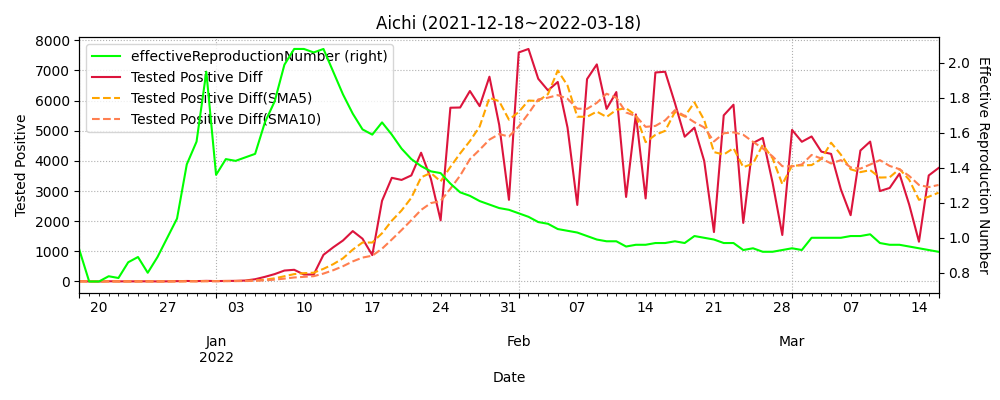 Aichi (2021-12-18~2022-03-18)
effectiveReproductionNumber (right)
Tested Positive Diff
Tested Positive Diff(SMA5)
Tested Positive Diff(SMA10)
Tested Positive
8000
7000
6000
5000
4000
3000
2000
1000
0
Effective Reproduction Number
2.0
1.8
1.6
1.4
1.2
1.0
0.8
20 27 03 10 17 24 31 07 14 21 28 07 14
Jan Feb Mar
2022
Date